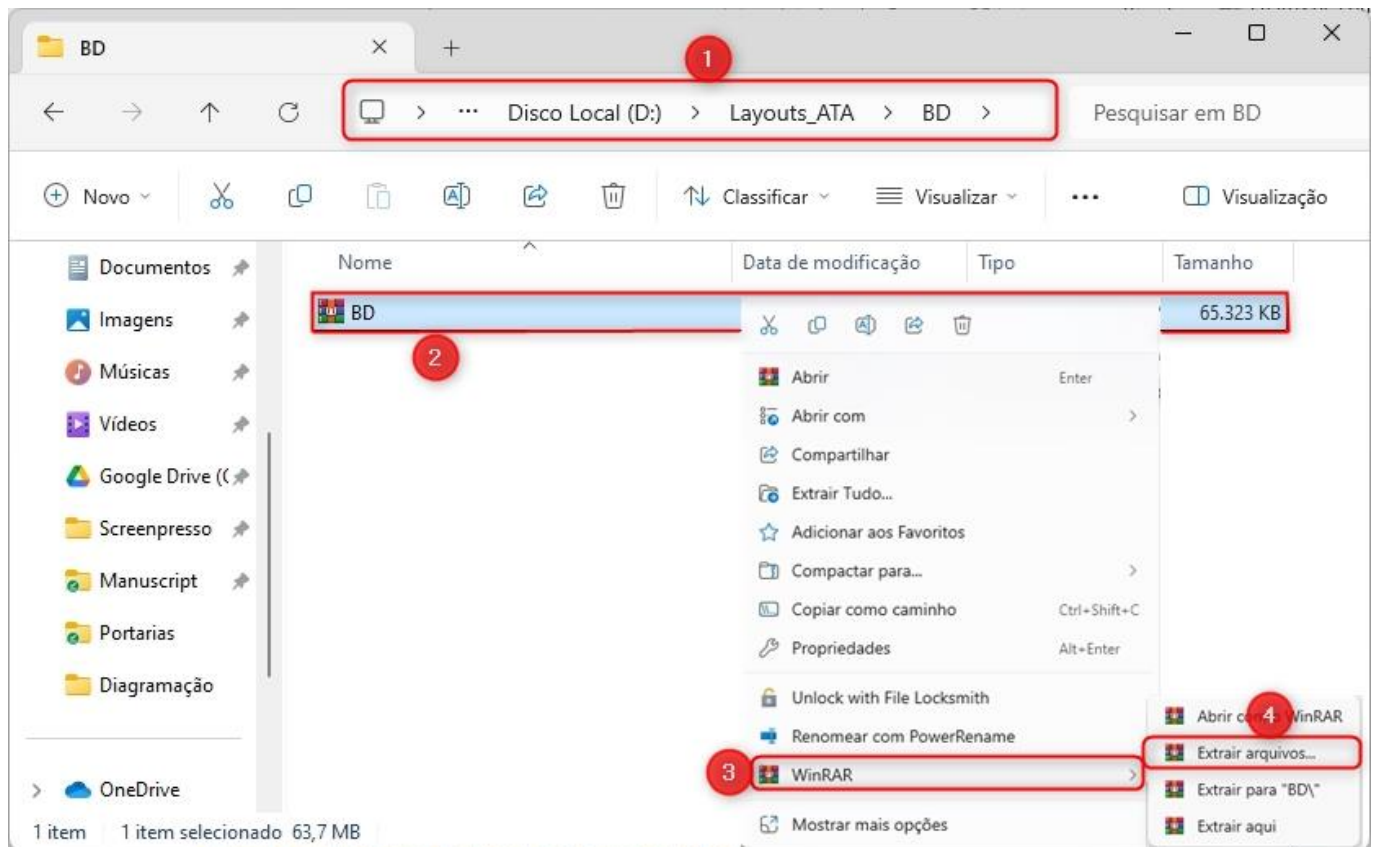 BD
1
Disco Local (D:) > Layouts_ATA > BD >
Pesquisar em BD
Novo
Classificar
Visualizar
Visualização
Documentos
Imagens
Músicas
Vídeos
Google Drive ((
Screenpresso
Manuscript
Portarias
Diagramação
OneDrive
Nome
Data de modificação
Tipo
Tamanho
BD
65.323 KB
2
Abrir
Enter
Abrir com
Compartilhar
Extrair Tudo...
Adicionar aos Favoritos
Compactar para...
Copiar como caminho
Ctrl+Shift+C
Propriedades
Alt+Enter
Unlock with File Locksmith
Renomear com PowerRename
3
WinRAR
Mostrar mais opções
4
Abrir WinRAR
Extrair arquivos...
Extrair para "BD\"
Extrair aqui
1 item
1 item selecionado 63,7 MB